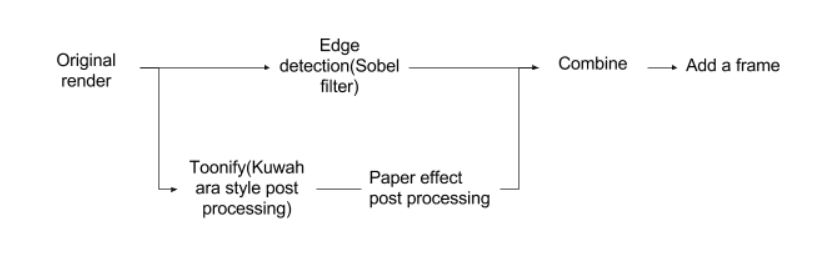 Original
render
Edge
detection(Sobel
filter)
Combine
Add a frame
Toonify(Kuwah
ara style post
processing)
Paper effect
post processing